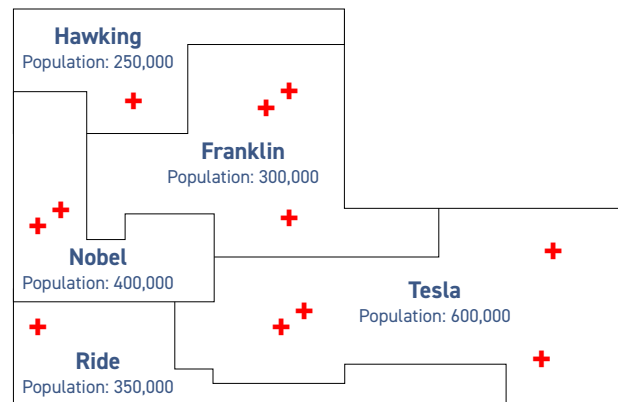 Hawking
Population: 250,000
Franklin
Population: 300,000
Nobel
Population: 400,000
Tesla
Population: 600,000
Ride
Population: 350,000